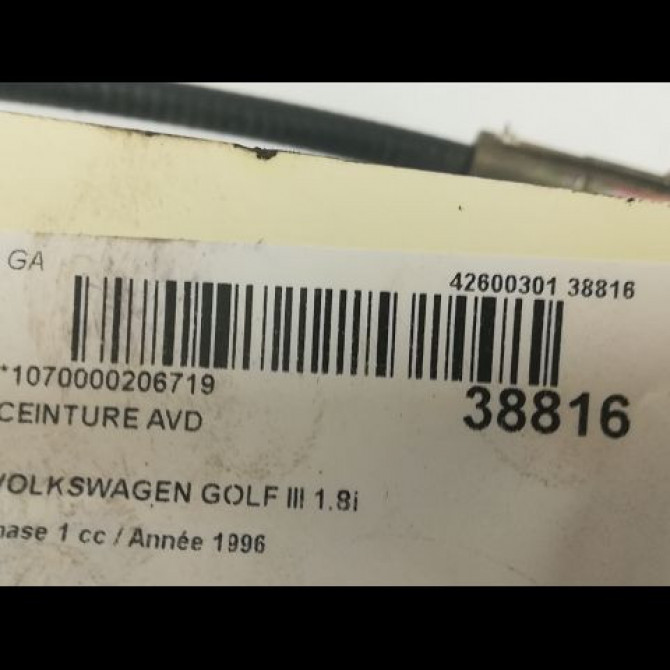 GA
42600301 38816
*1070000206719
38816
CEINTURE AVD
VOLKSWAGEN GOLF III 1.8i
hase 1 cc / Année 1996